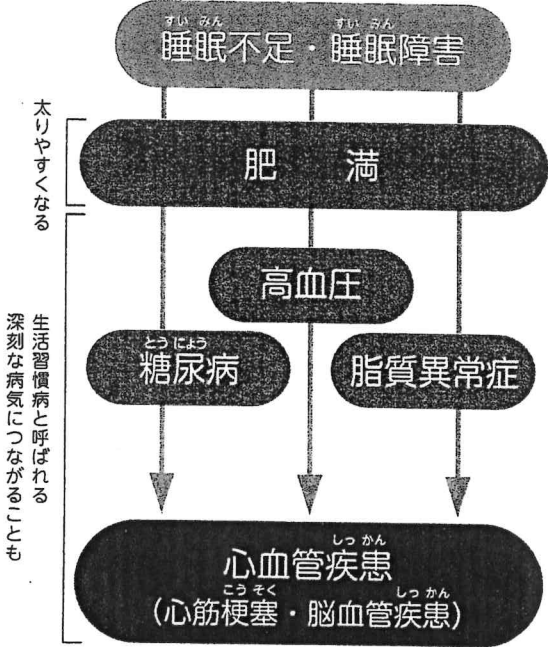 睡眠不足・睡眠障害
太りやすくなる
肥 満
高血圧
糖尿病
脂質異常症
生活習慣病と呼ばれる
深刻な病気につながることも
心血管疾患
(心筋梗塞・脳血管疾患)